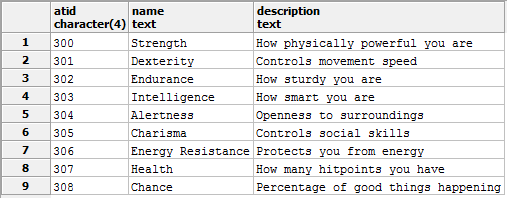 atid name description
character(4) text text
1 300 Strength How physically powerful you are
2 301 Dexterity Controls movement speed
3 302 Endurance How sturdy you are
4 303 Intelligence How smart you are
5 304 Alertness Openness to surroundings
6 305 Charisma Controls social skills
7 306 Energy Resistance Protects you from energy
8 307 Health How many hitpoints you have
9 308 Chance Percentage of good things happening